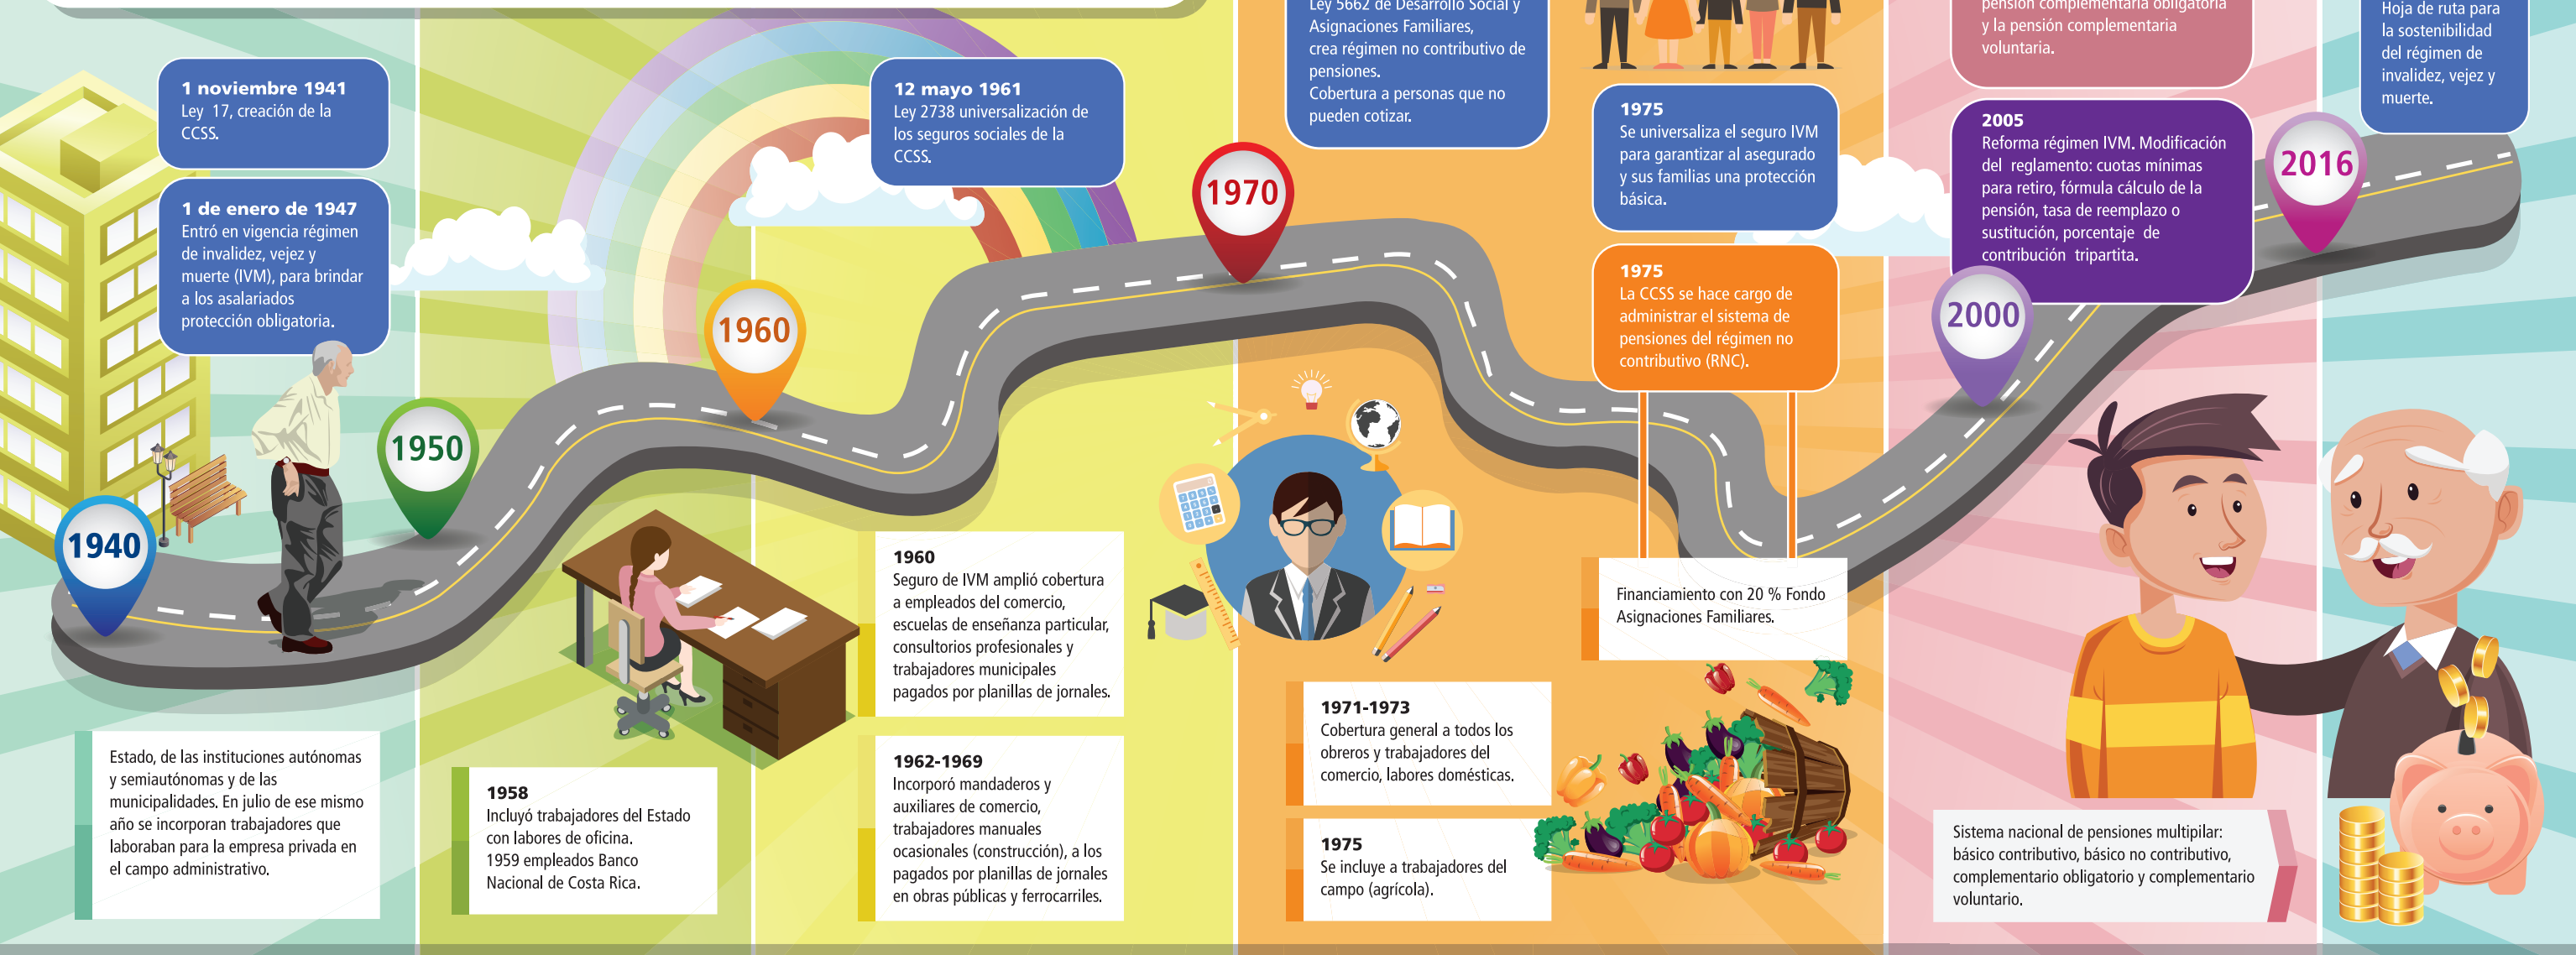 1 noviembre 1941
Ley 17, creación de la
CCSS.
1 de enero de 1947
Entró en vigencia régimen
de invalidez, vejez y
muerte (IVM), para brindar
a los asalariados
protección obligatoria.
1940
Estado, de las instituciones autónomas
y semiautónomas y de las
municipalidades. En julio de ese mismo
año se incorporan trabajadores que
laboraban para la empresa privada en
el campo administrativo.
1950
1958
Incluyó trabajadores del Estado
con labores de oficina.
1959 empleados Banco
Nacional de Costa Rica.
12 mayo 1961
Ley 2738 universalización de
los seguros sociales de la
CCSS.
1960
1960
Seguro de IVM amplió cobertura
a empleados del comercio,
escuelas de enseñanza particular,
consultorios profesionales y
trabajadores municipales
pagados por planillas de jornales.
1962-1969
Incorporó mandaderos y
auxiliares de comercio,
trabajadores manuales
ocasionales (construcción), a los
pagados por planillas de jornales
en obras públicas y ferrocarriles.
Ley 5662 de Desarrollo Social y
Asignaciones Familiares,
crea régimen no contributivo de
pensiones.
Cobertura a personas que no
pueden cotizar.
1970
1975
Se universaliza el seguro IVM
para garantizar al asegurado
y sus familias una protección
básica.
1975
La CCSS se hace cargo de
administrar el sistema de
pensiones del régimen no
contributivo (RNC).
Financiamiento con 20 % Fondo
Asignaciones Familiares.
1971-1973
Cobertura general a todos los
obreros y trabajadores del
comercio, labores domésticas.
1975
Se incluye a trabajadores del
campo (agrícola).
pensión complementaria obligatoria
y la pensión complementaria
voluntaria.
2005
Reforma régimen IVM. Modificación
del reglamento: cuotas mínimas
para retiro, fórmula cálculo de la
pensión, tasa de reemplazo o
sustitución, porcentaje de
contribución tripartita.
2000
Sistema nacional de pensiones multipilar:
básico contributivo, básico no contributivo,
complementario obligatorio y complementario
voluntario.
Hoja de ruta para
la sostenibilidad
del régimen de
invalidez, vejez y
muerte.
2016